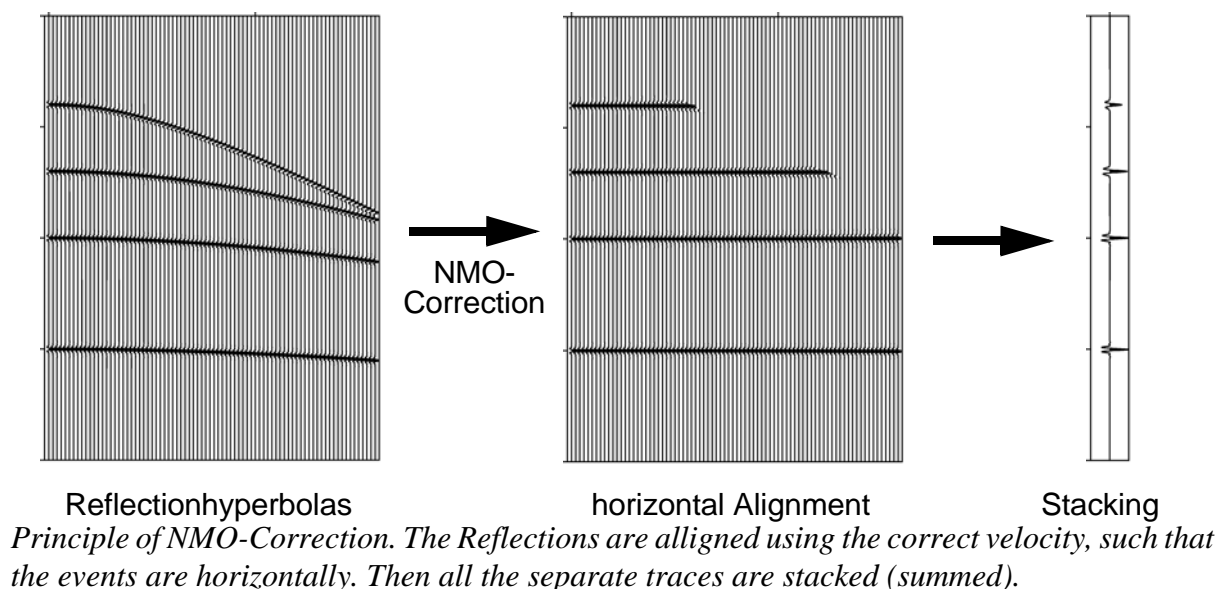 NMO-
Correction
Reflectionhyperbolas
horizontal Alignment
Stacking
Principle of NMO-Correction. The Reflections are alligned using the correct velocity, such that
the events are horizontally. Then all the separate traces are stacked (summed).